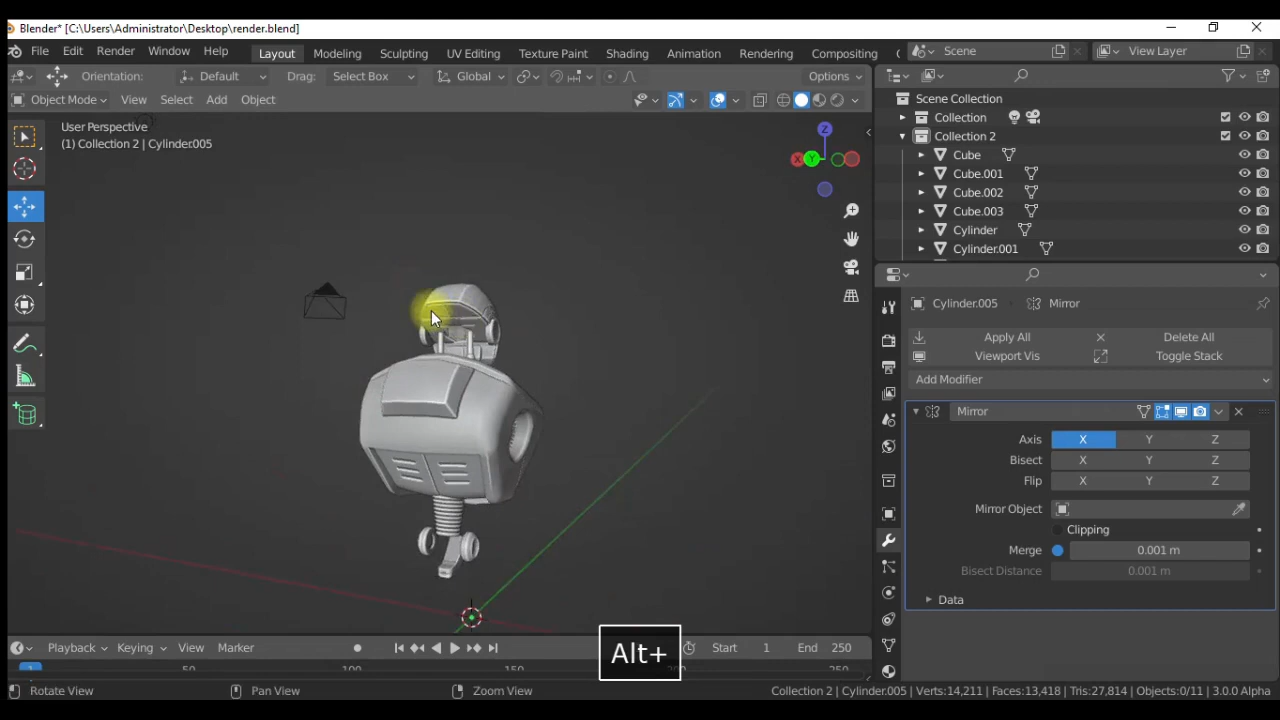 Blender* [C:\Users\Administrator\Desktop\render.blend]
File Edit Render Window Help Layout Modeling Sculpting UV Editing Texture Paint Shading Animation Rendering Compositing Scene View Layer
Orientation: Default Drag: Select Box Global Options
Object Mode View Select Add Object
User Perspective
(1) Collection 2 | Cylinder.005
Z
X Y
Scene Collection
Collection
Collection 2
Cube
Cube.001
Cube.002
Cube.003
Cylinder
Cylinder.001
Cylinder.005 Mirror
Apply All Delete All
Viewport Vis Toggle Stack
Add Modifier
Mirror
Axis X Y Z
Bisect X Y Z
Flip X Y Z
Mirror Object
Clipping
Merge 0.001 m
Bisect Distance 0.001 m
Data
Alt+
Playback Keying View Marker Start 1 End 250
1 50 100 150 250
Rotate View Pan View Zoom View Collection 2 | Cylinder.005 | Verts:14,211 | Faces:13,418 | Tris:27,814 | Objects:0/11 | 3.0.0 Alpha